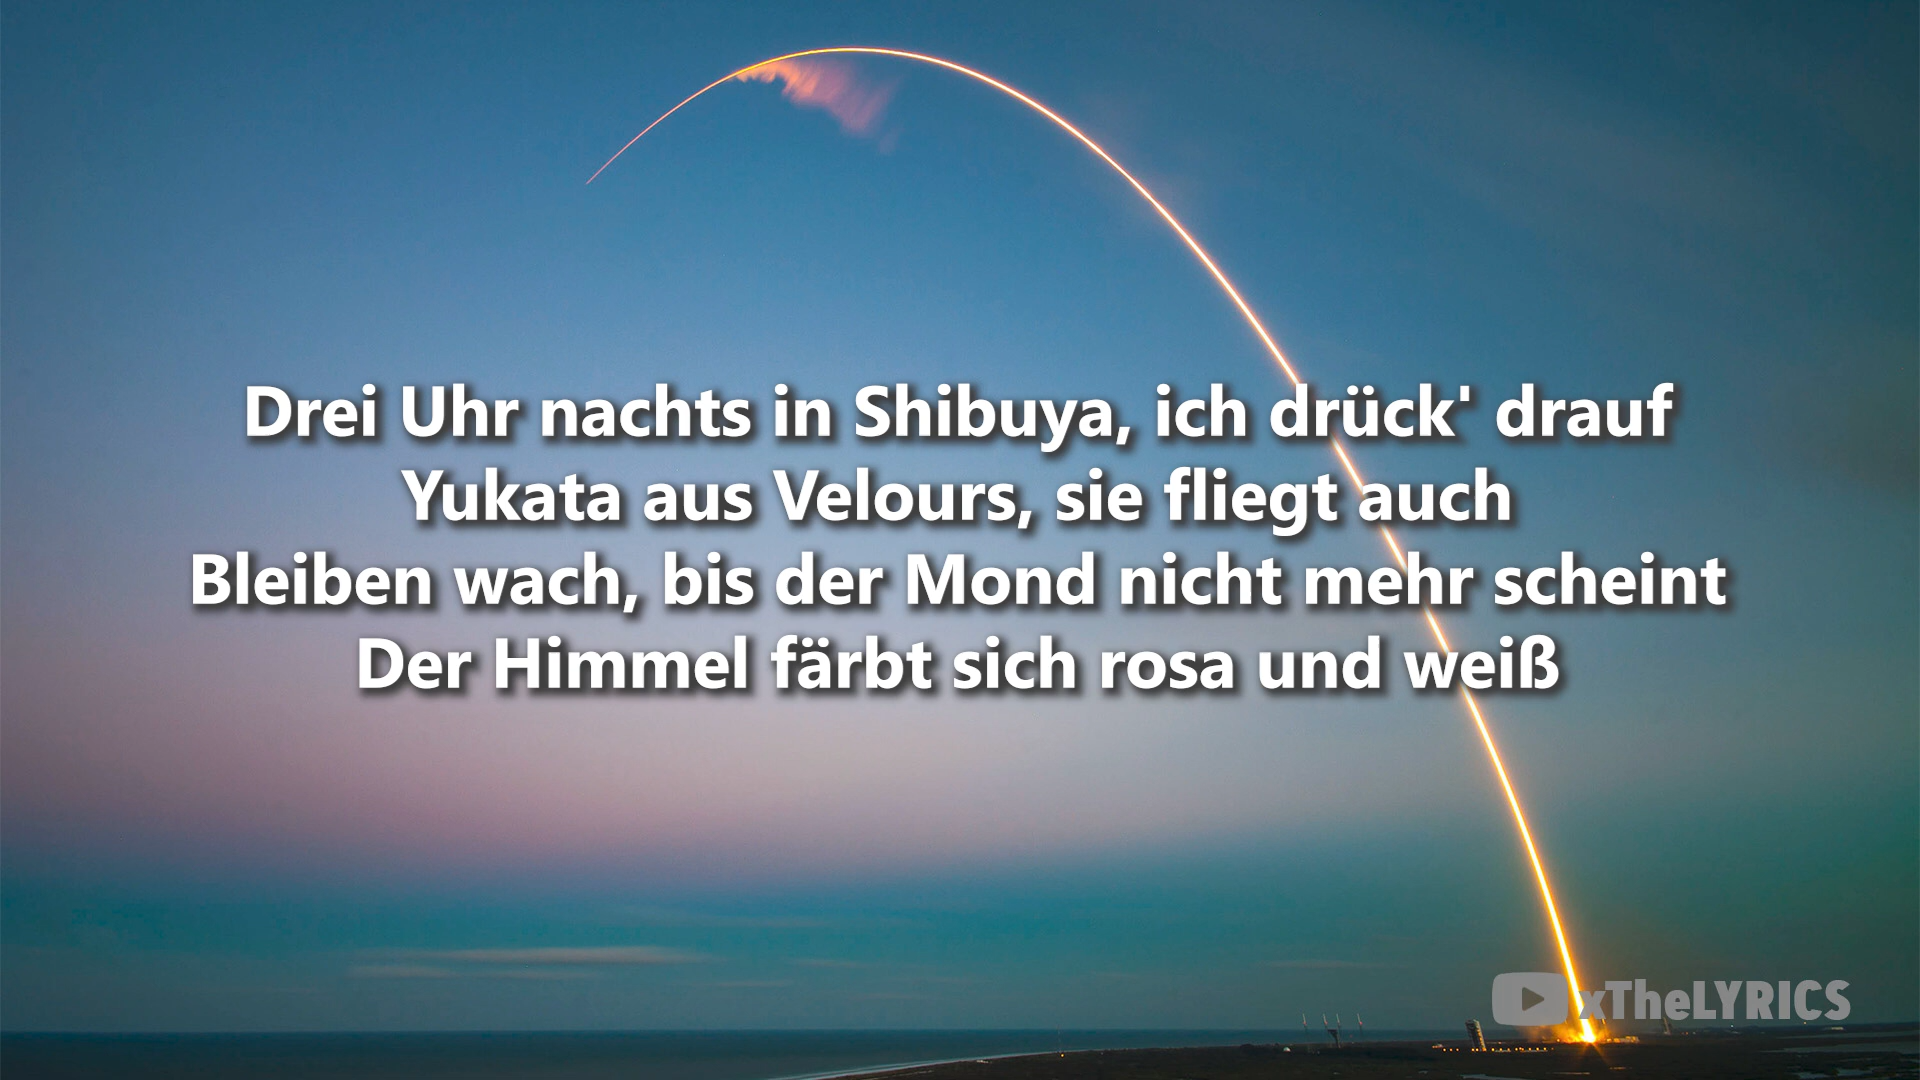 Drei Uhr nachts in Shibuya, ich drück' drauf
Yukata aus Velours, sie fliegt auch
Bleiben wach, bis der Mond nicht mehr scheint
Der Himmel färbt sich rosa und weiß
xTheLYRICS